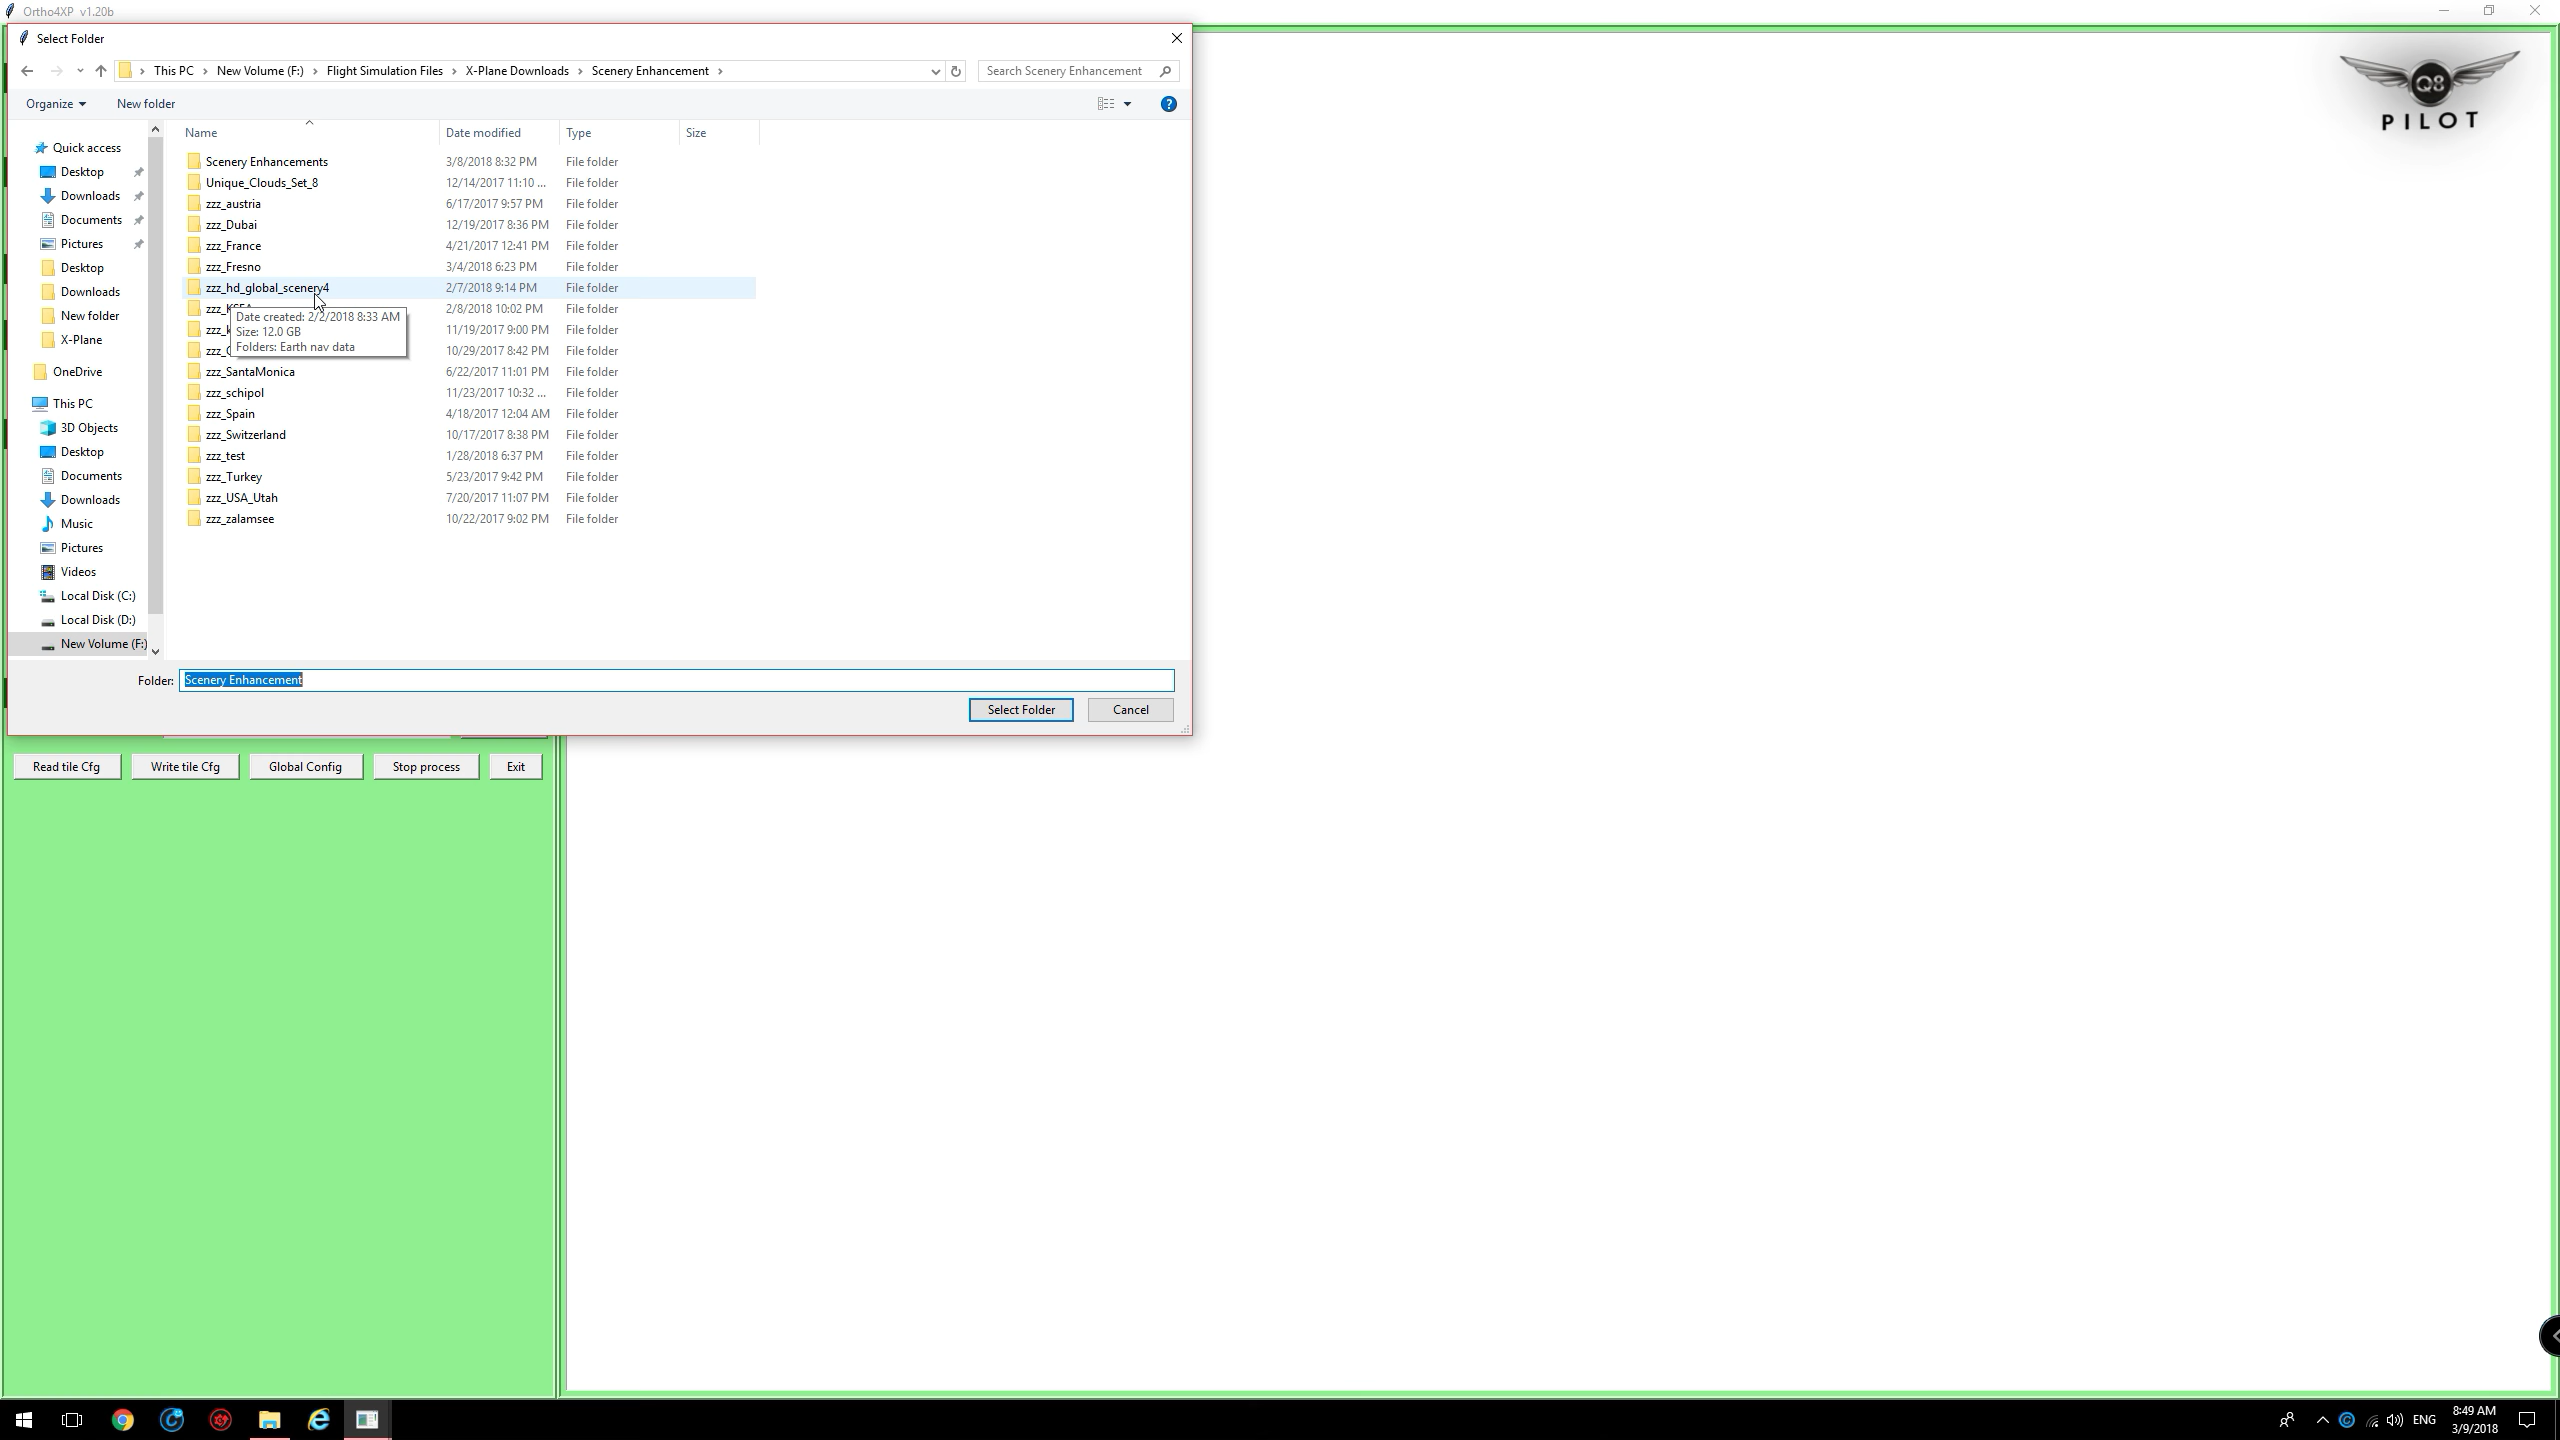 Ortho4XP v1.20b
Select Folder
This PC
New Volume (F:)
Flight Simulation Files
X-Plane Downloads
Scenery Enhancement
Search Scenery Enhancement
Organize
New folder
Name
Date modified
Type
Size
Quick access
Desktop
Downloads
Documents
Pictures
Desktop
Downloads
New folder
X-Plane
OneDrive
This PC
3D Objects
Desktop
Documents
Downloads
Music
Pictures
Videos
Local Disk (C:)
Local Disk (D:)
New Volume (F:)
Scenery Enhancements 3/8/2018 8:32 PM File folder
Unique_Clouds_Set_8 12/14/2017 11:10 ... File folder
zzz_austria 6/17/2017 9:57 PM File folder
zzz_Dubai 12/19/2017 8:36 PM File folder
zzz_France 4/21/2017 12:41 PM File folder
zzz_Fresno 3/4/2018 6:23 PM File folder
zzz_hd_global_scenery4 2/7/2018 9:14 PM File folder
2/8/2018 10:02 PM File folder
11/19/2017 9:00 PM File folder
10/29/2017 8:42 PM File folder
Date created: 2/2/2018 8:33 AM
Size: 12.0 GB
Folders: Earth nav data
zzz_SantaMonica 6/22/2017 11:01 PM File folder
zzz_schipol 11/23/2017 10:32 ... File folder
zzz_Spain 4/18/2017 12:04 AM File folder
zzz_Switzerland 10/17/2017 8:38 PM File folder
zzz_test 1/28/2018 6:37 PM File folder
zzz_Turkey 5/23/2017 9:42 PM File folder
zzz_USA_Utah 7/20/2017 11:07 PM File folder
zzz_zalamsee 10/22/2017 9:02 PM File folder
Folder: Scenery Enhancement
Select Folder
Cancel
Read tile Cfg
Write tile Cfg
Global Config
Stop process
Exit
Q8
PILOT
ENG
8:49 AM
3/9/2018